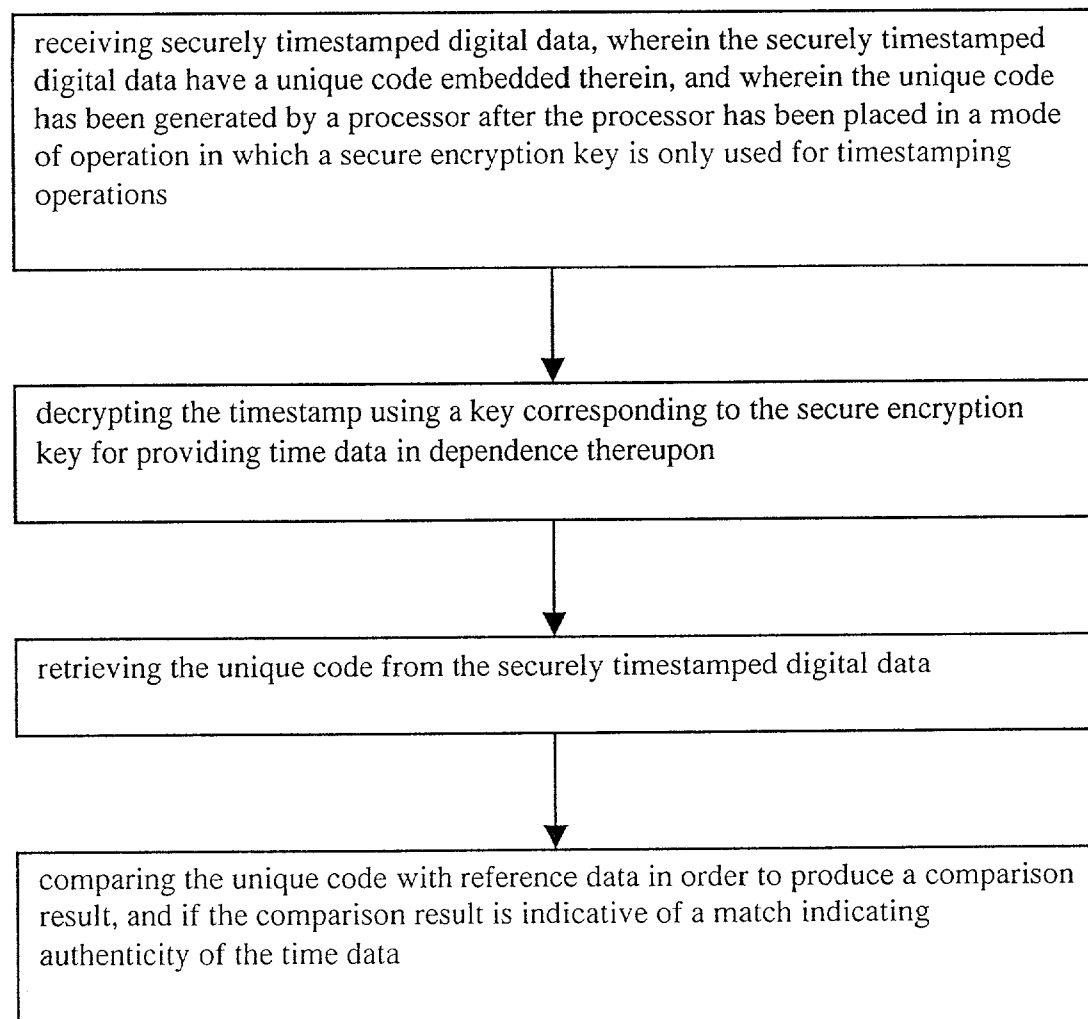 receiving securely timestamped digital data, wherein the securely timestamped
digital data have a unique code embedded therein, and wherein the unique code
has been generated by a processor after the processor has been placed in a mode
of operation in which a secure encryption key is only used for timestamping
operations
decrypting the timestamp using a key corresponding to the secure encryption
key for providing time data in dependence thereupon
retrieving the unique code from the securely timestamped digital data
comparing the unique code with reference data in order to produce a comparison
result, and if the comparison result is indicative of a match indicating
authenticity of the time data